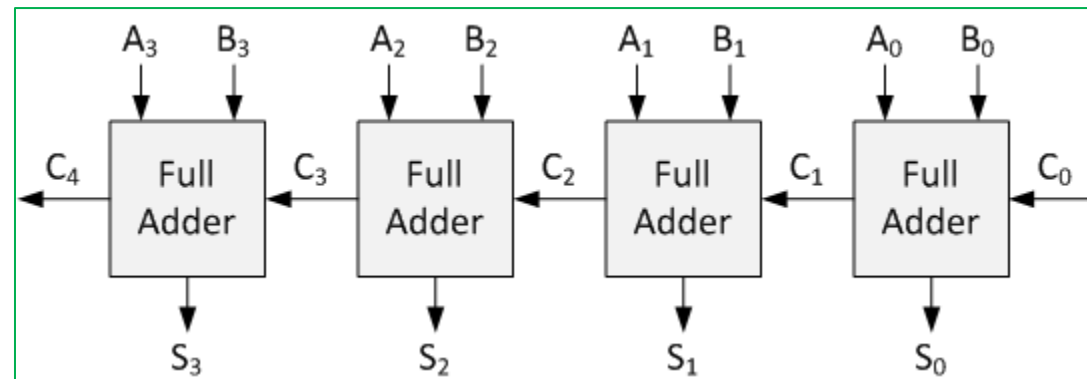 A₃ B₃ A₂ B₂ A₁ B₁ A₀ B₀
C₄ Full Adder C₃ Full Adder C₂ Full Adder C₁ Full Adder C₀
S₃ S₂ S₁ S₀